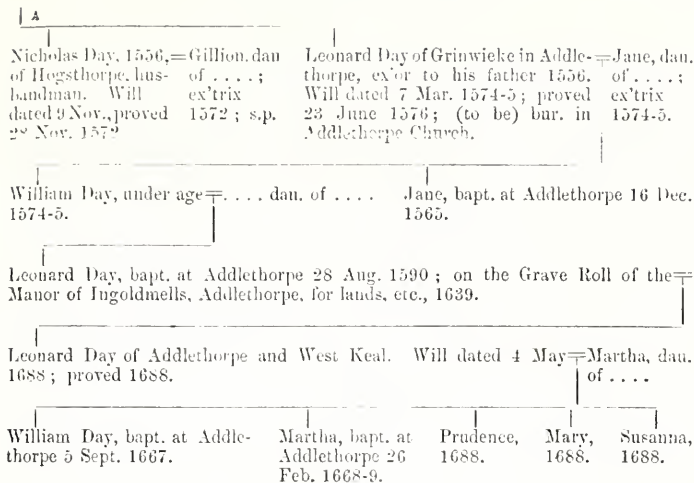 A
Nicholas Day, 1556,=Gillion, dau
of Hogsthorpe, hus-
bandman. Will
dated 9 Nov., proved
28 Nov. 1572
of . . . . ;
ex'trix
1572 ; s.p.
Leonard Day of Grinwieke in Addle-=Jane, dau.
thorpe, ex'or to his father 1556.
Will dated 7 Mar. 1574-5 ; proved
23 June 1576 ; (to be) bur. in
Addlethorpe Church.
of . . . . ;
ex'trix
1574-5.
William Day, under age= . . . . dau. of . . . .
1574-5.
Jane, bapt. at Addlethorpe 16 Dec.
1565.
Leonard Day, bapt. at Addlethorpe 28 Aug. 1590 ; on the Grave Roll of the=
Manor of Ingoldmells, Addlethorpe, for lands, etc., 1639.
Leonard Day of Addlethorpe and West Keal. Will dated 4 May=Martha, dau.
1688 ; proved 1688.
of . . . .
William Day, bapt. at Addle-
thorpe 5 Sept. 1667.
Martha, bapt. at
Addlethorpe 26
Feb. 1668-9.
Prudence,
1688.
Mary,
1688.
Susanna,
1688.